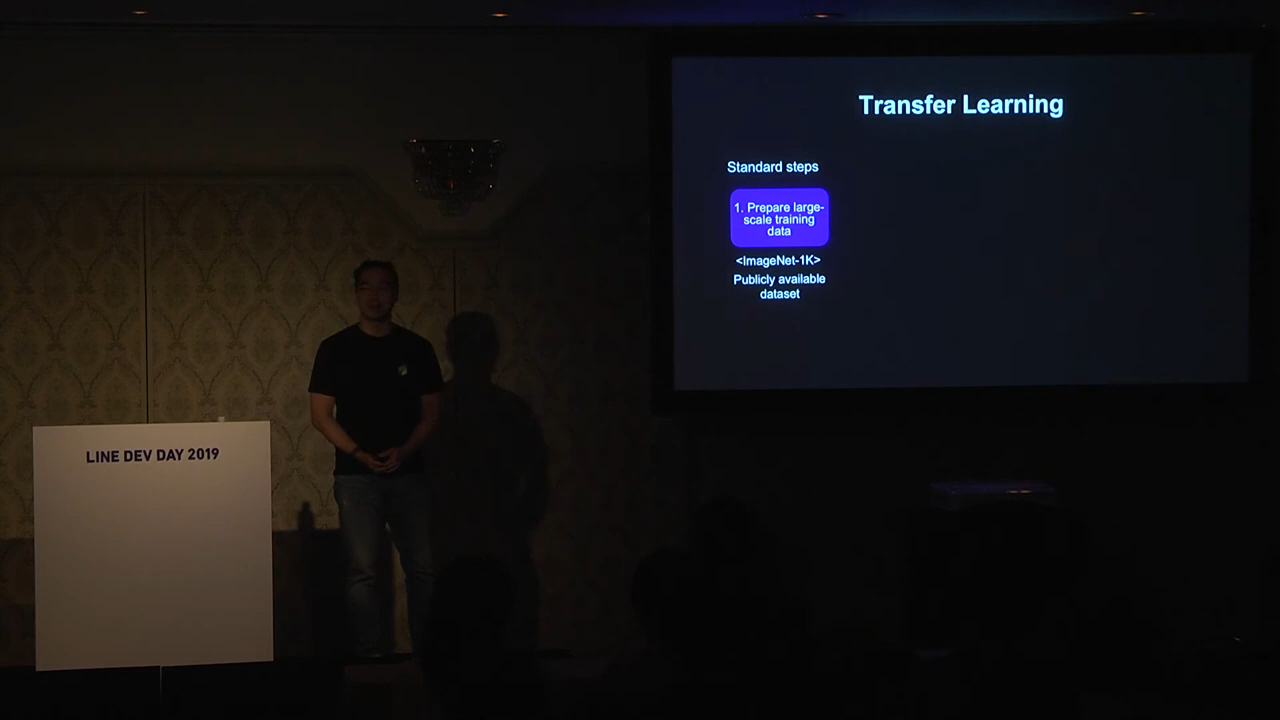 Transfer Learning
Standard steps
1. Prepare large-
scale training
data
<ImageNet-1K>
Publicly available
dataset
LINE DEV DAY 2019